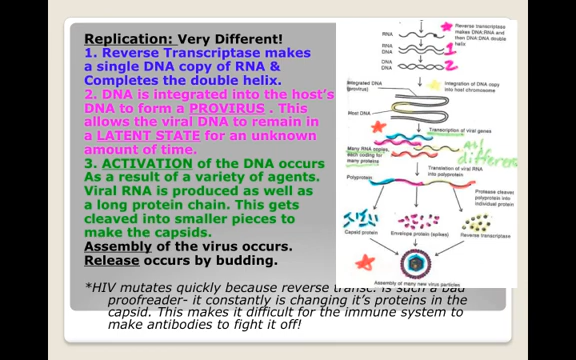 Replication: Very Different!
1. Reverse Transcriptase makes
a single DNA copy of RNA &
Completes the double helix.
2. DNA is integrated into the host's
DNA to form a PROVIRUS . This
allows the viral DNA to remain in
a LATENT STATE for an unknown
amount of time.
3. ACTIVATION of the DNA occurs
As a result of a variety of agents.
Viral RNA is produced as well as
a long protein chain. This gets
cleaved into smaller pieces to
make the capsids.
Assembly of the virus occurs.
Release occurs by budding.
*HIV mutates quickly because reverse transc. is such a bad
proofreader- it constantly is changing it's proteins in the
capsid. This makes it difficult for the immune system to
make antibodies to fight it off!
RNA
Reverse transcriptase
makes DNA:RNA and
then DNA:DNA double
helix
RNA
DNA
1
DNA
DNA
2
Integrated DNA
(provirus)
Integration of DNA copy
into host chromosome
Host DNA
Transcription of viral genes
Many RNA copies,
each coding for
many proteins
different
Translation of viral RNA
into polyprotein
Polyprotein
Protease cleaves
polyprotein into
individual protein
Capsid protein
Envelope protein (spikes)
Reverse transcriptase
Assembly of many new virus particles